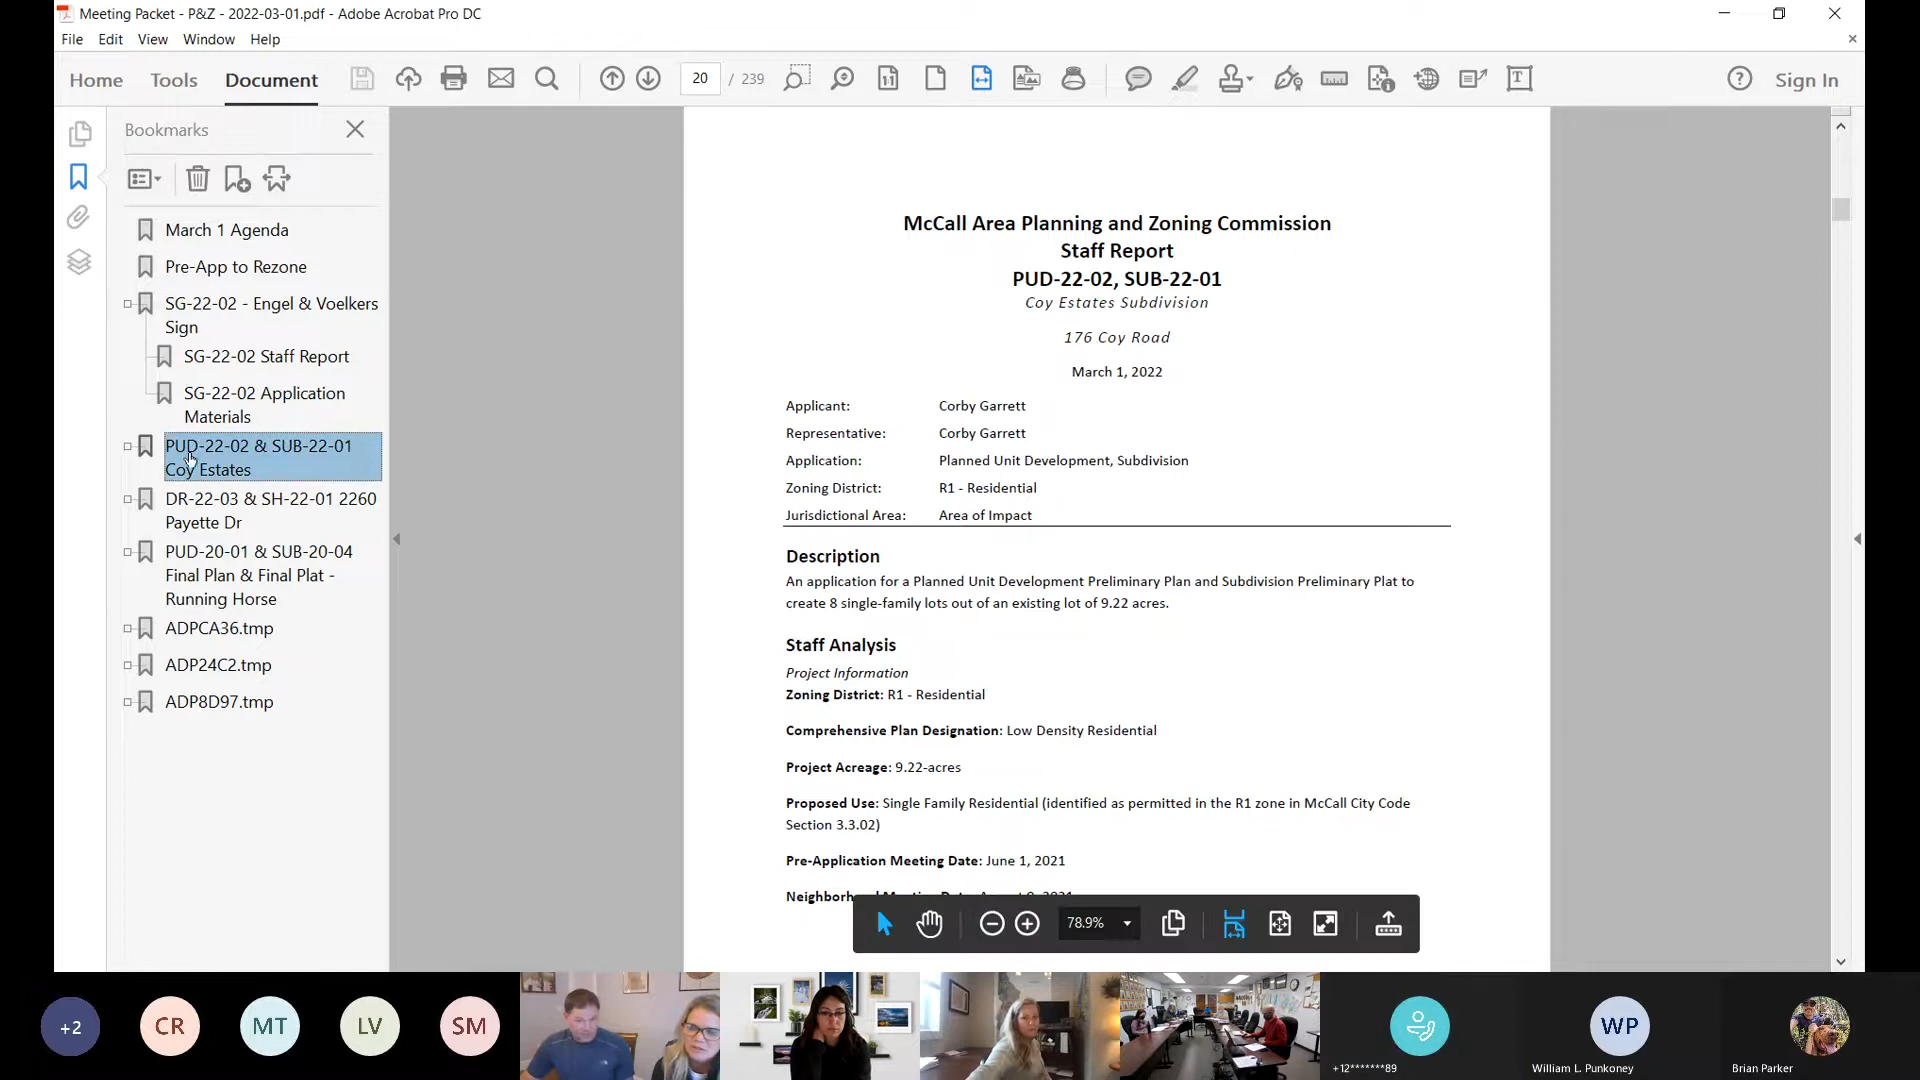 Meeting Packet - P&Z - 2022-03-01.pdf - Adobe Acrobat Pro DC
File Edit View Window Help
Home Tools Document 20 / 239 Sign In
Bookmarks
March 1 Agenda
Pre-App to Rezone
SG-22-02 - Engel & Voelkers
Sign
SG-22-02 Staff Report
SG-22-02 Application
Materials
PUD-22-02 & SUB-22-01
Coy Estates
DR-22-03 & SH-22-01 2260
Payette Dr
PUD-20-01 & SUB-20-04
Final Plan & Final Plat -
Running Horse
ADPCA36.tmp
ADP24C2.tmp
ADP8D97.tmp
McCall Area Planning and Zoning Commission
Staff Report
PUD-22-02, SUB-22-01
Coy Estates Subdivision
176 Coy Road
March 1, 2022
Applicant: Corby Garrett
Representative: Corby Garrett
Application: Planned Unit Development, Subdivision
Zoning District: R1 - Residential
Jurisdictional Area: Area of Impact
Description
An application for a Planned Unit Development Preliminary Plan and Subdivision Preliminary Plat to
create 8 single-family lots out of an existing lot of 9.22 acres.
Staff Analysis
Project Information
Zoning District: R1 - Residential
Comprehensive Plan Designation: Low Density Residential
Project Acreage: 9.22-acres
Proposed Use: Single Family Residential (identified as permitted in the R1 zone in McCall City Code
Section 3.3.02)
Pre-Application Meeting Date: June 1, 2021
78.9%
+2
CR
MT
LV
SM
+12*******89
WP
William L. Punkoney
Brian Parker